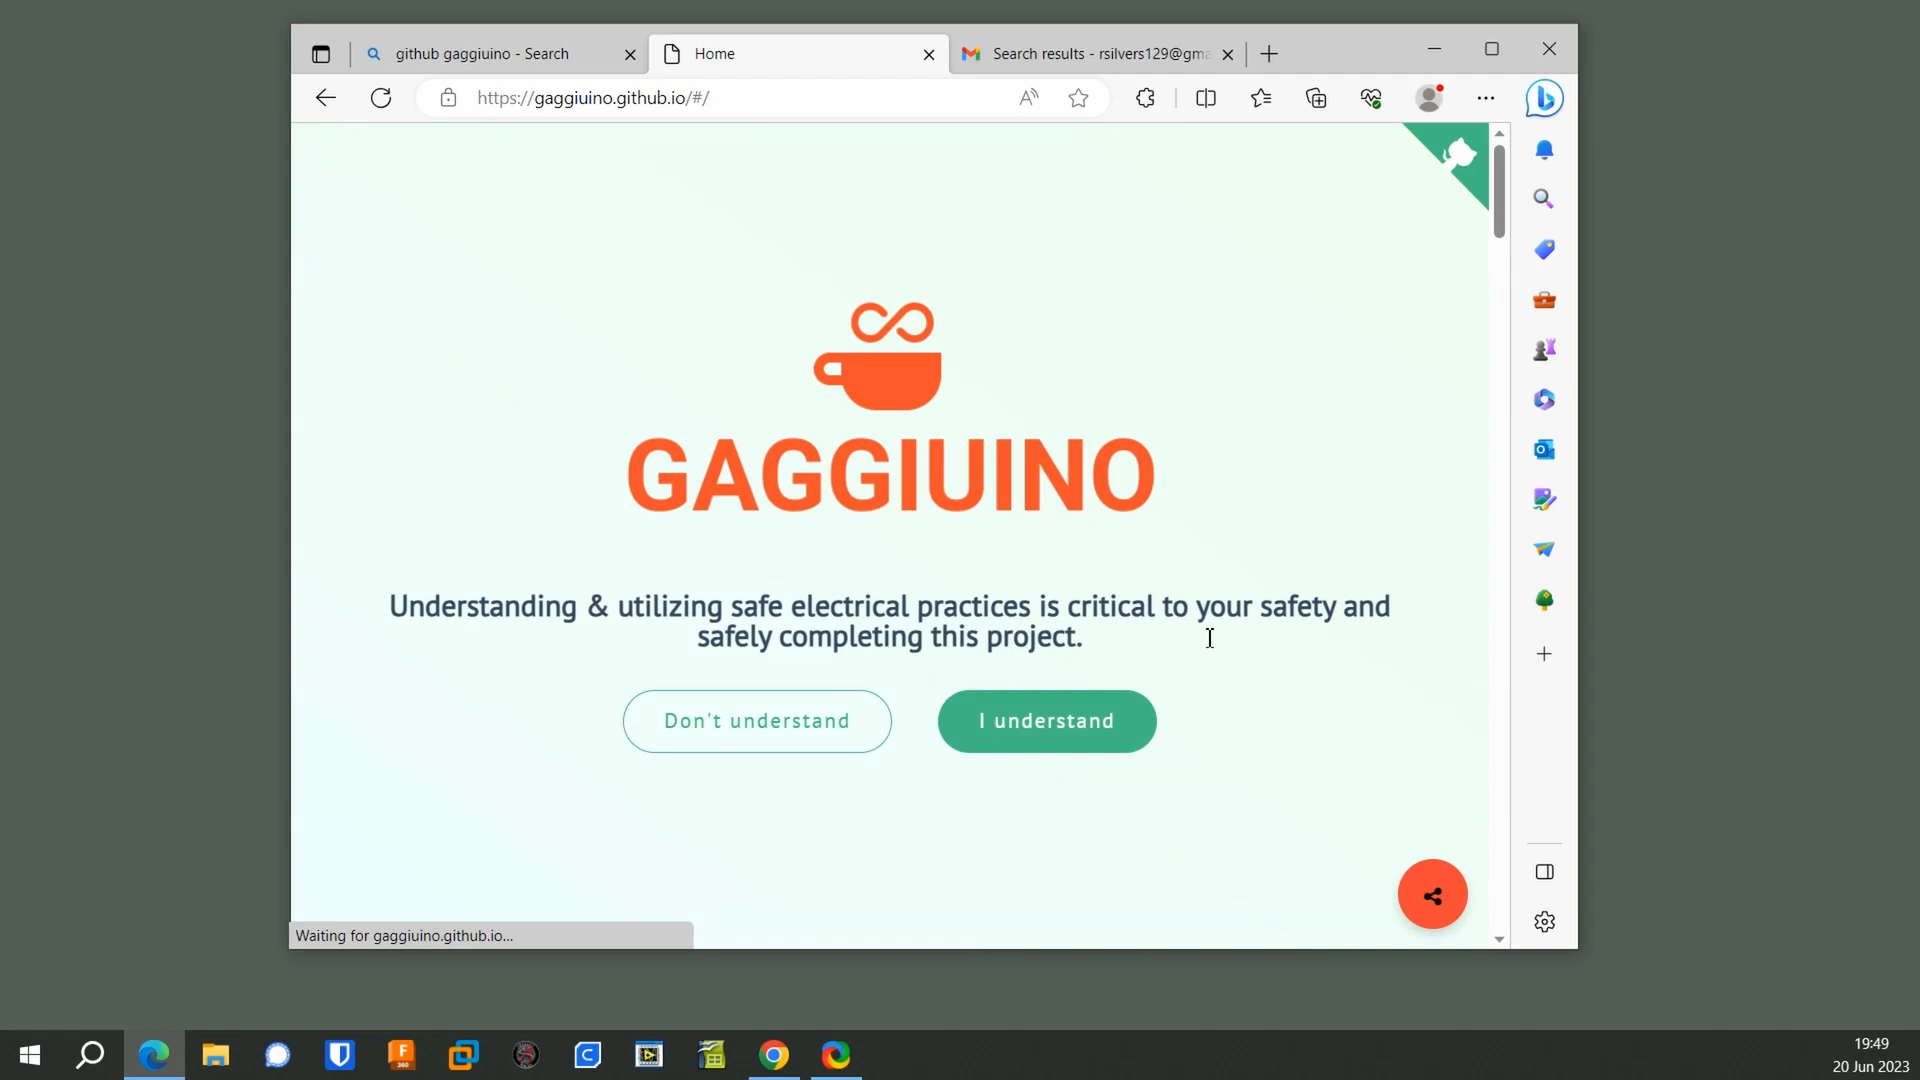 github gaggiuino - Search
Home
Search results - rsilvers129@gma
https://gaggiuino.github.io/#/
GAGGIUINO
Understanding & utilizing safe electrical practices is critical to your safety and
safely completing this project.
Don't understand
I understand
Waiting for gaggiuino.github.io...
19:49
20 Jun 2023